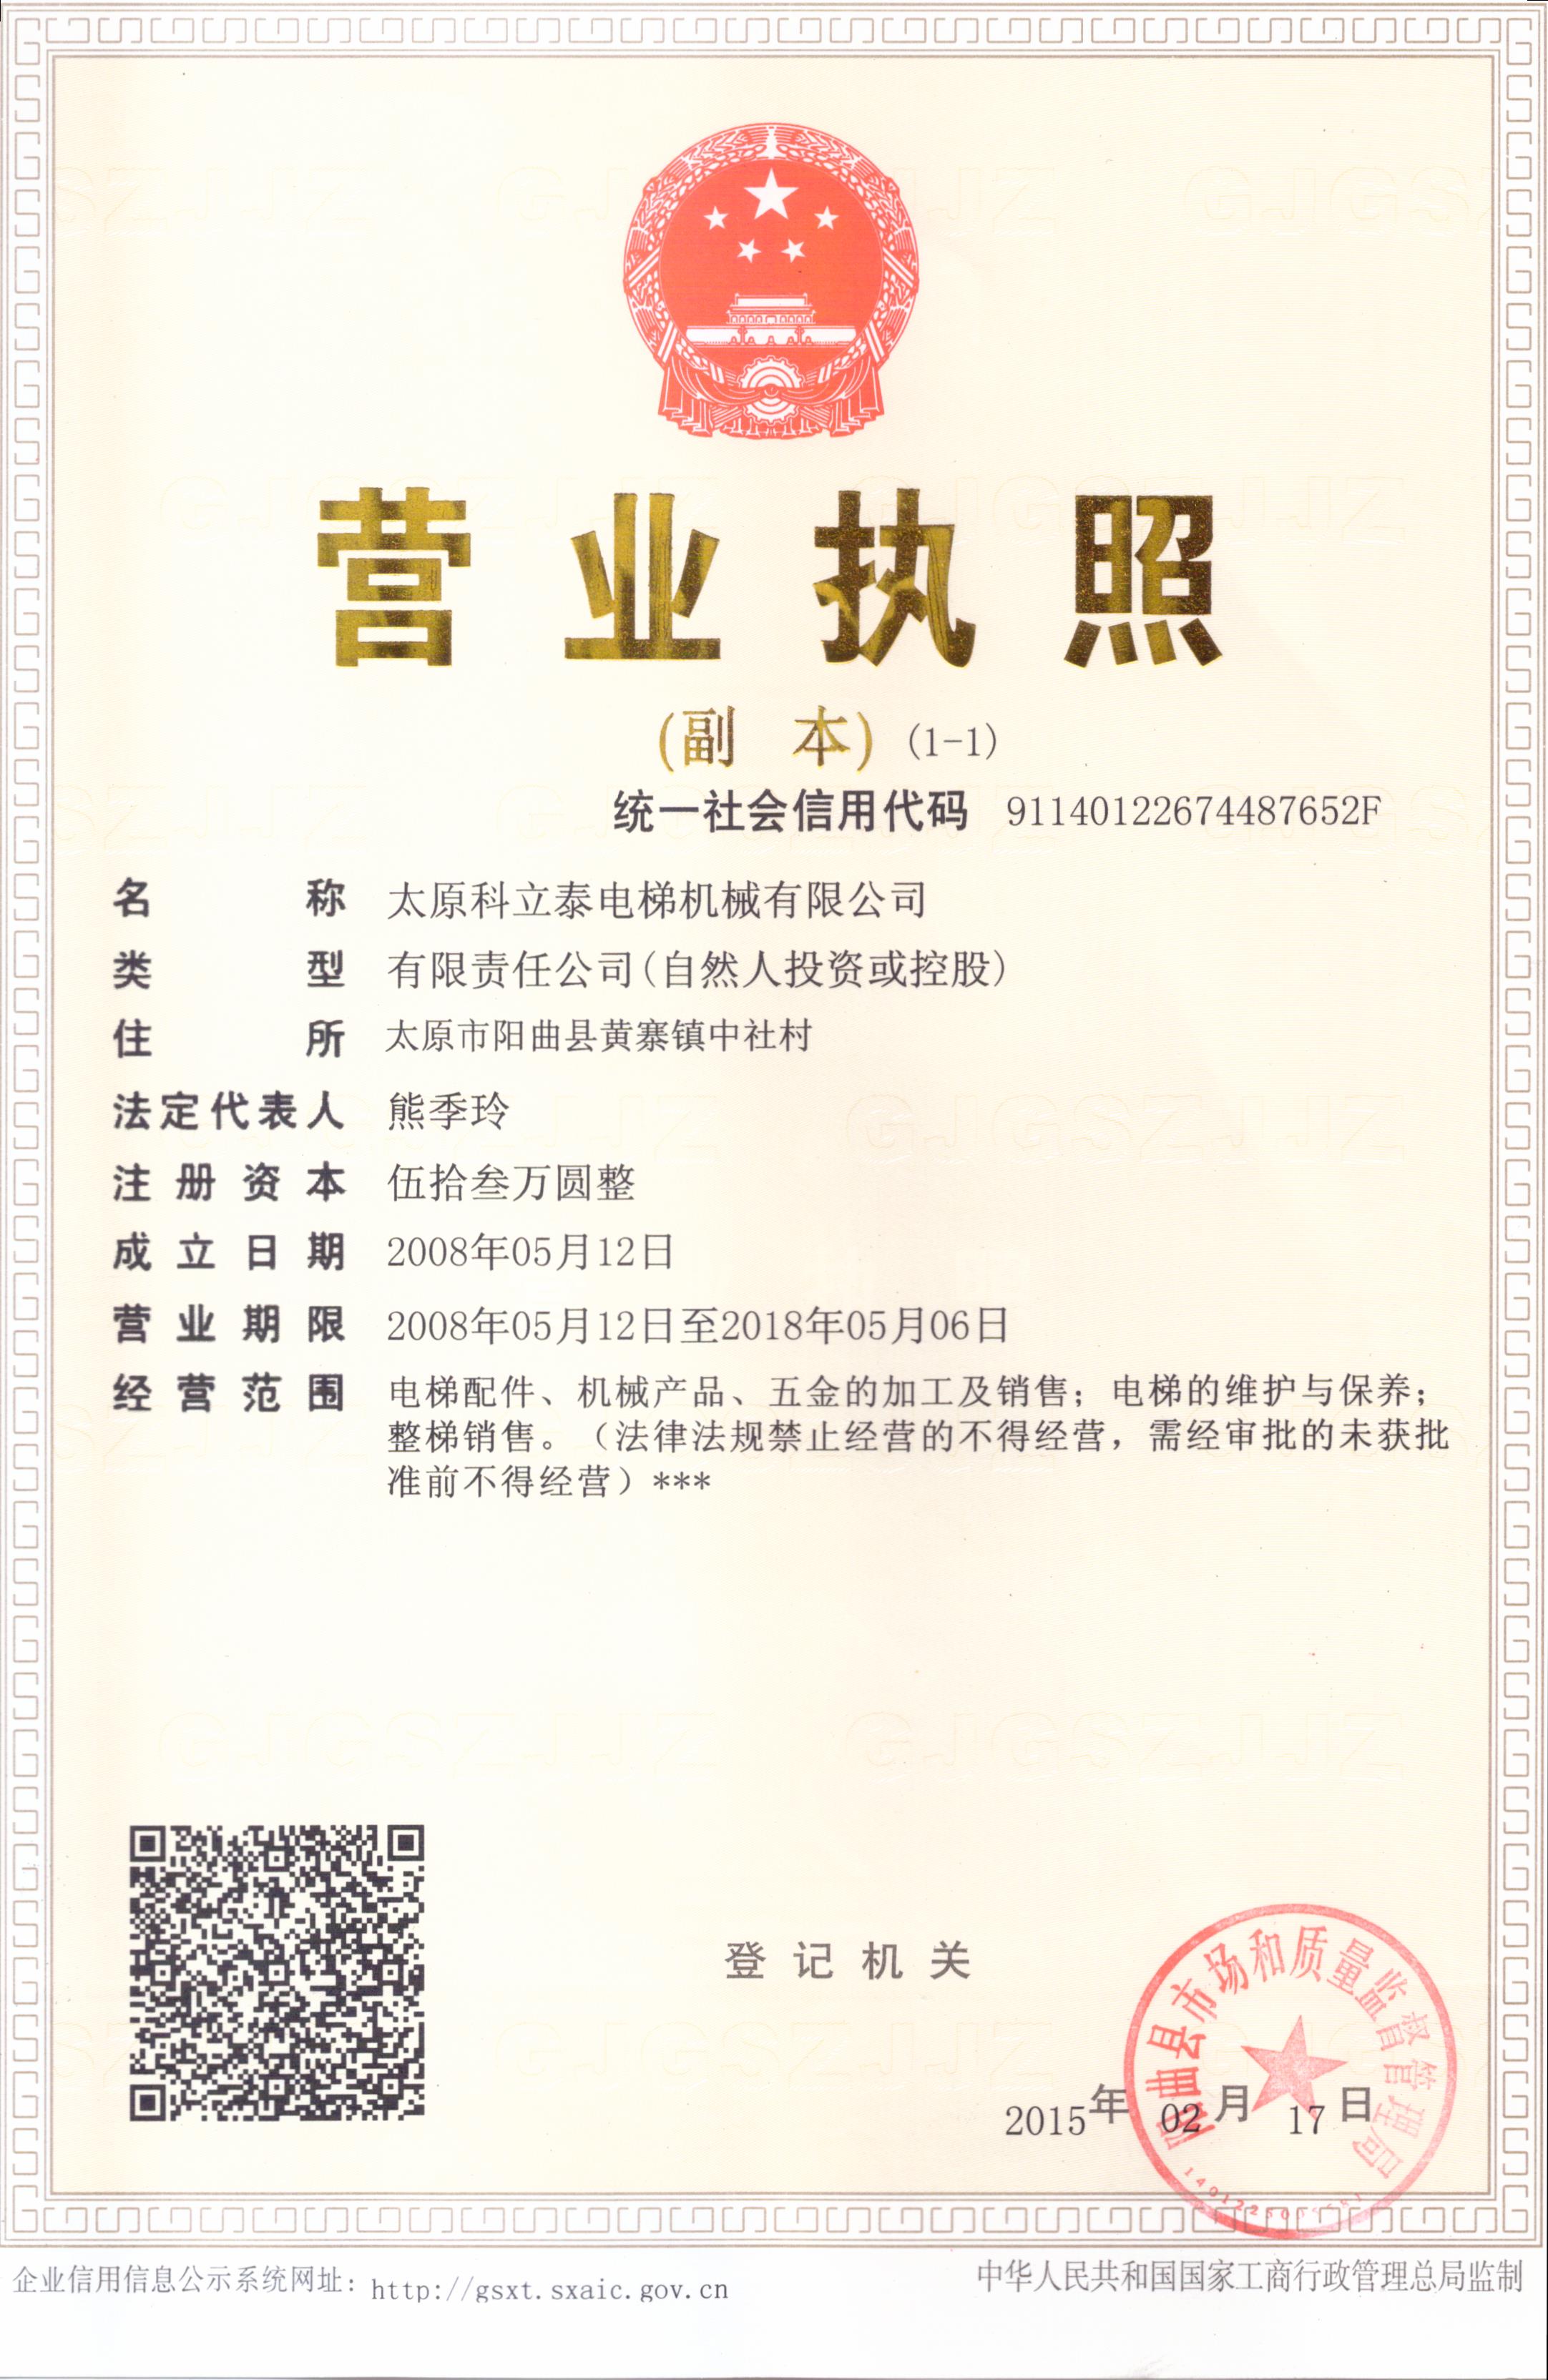 营业执照
(副 本) (1-1)
统一社会信用代码 91140122674487652F
名称 太原科立泰电梯机械有限公司
类型 有限责任公司(自然人投资或控股)
住所 太原市阳曲县黄寨镇中社村
法定代表人 熊季玲
注册资本 伍拾叁万圆整
成立日期 2008年05月12日
营业期限 2008年05月12日至2018年05月06日
经营范围 电梯配件、机械产品、五金的加工及销售；电梯的维护与保养；
整梯销售。（法律法规禁止经营的不得经营，需经审批的未获批
准前不得经营）***
登记机关
阳曲县市场和质量监督管理局
2015年02月17日
企业信用信息公示系统网址：http://gsxt.sxaic.gov.cn
中华人民共和国国家工商行政管理总局监制